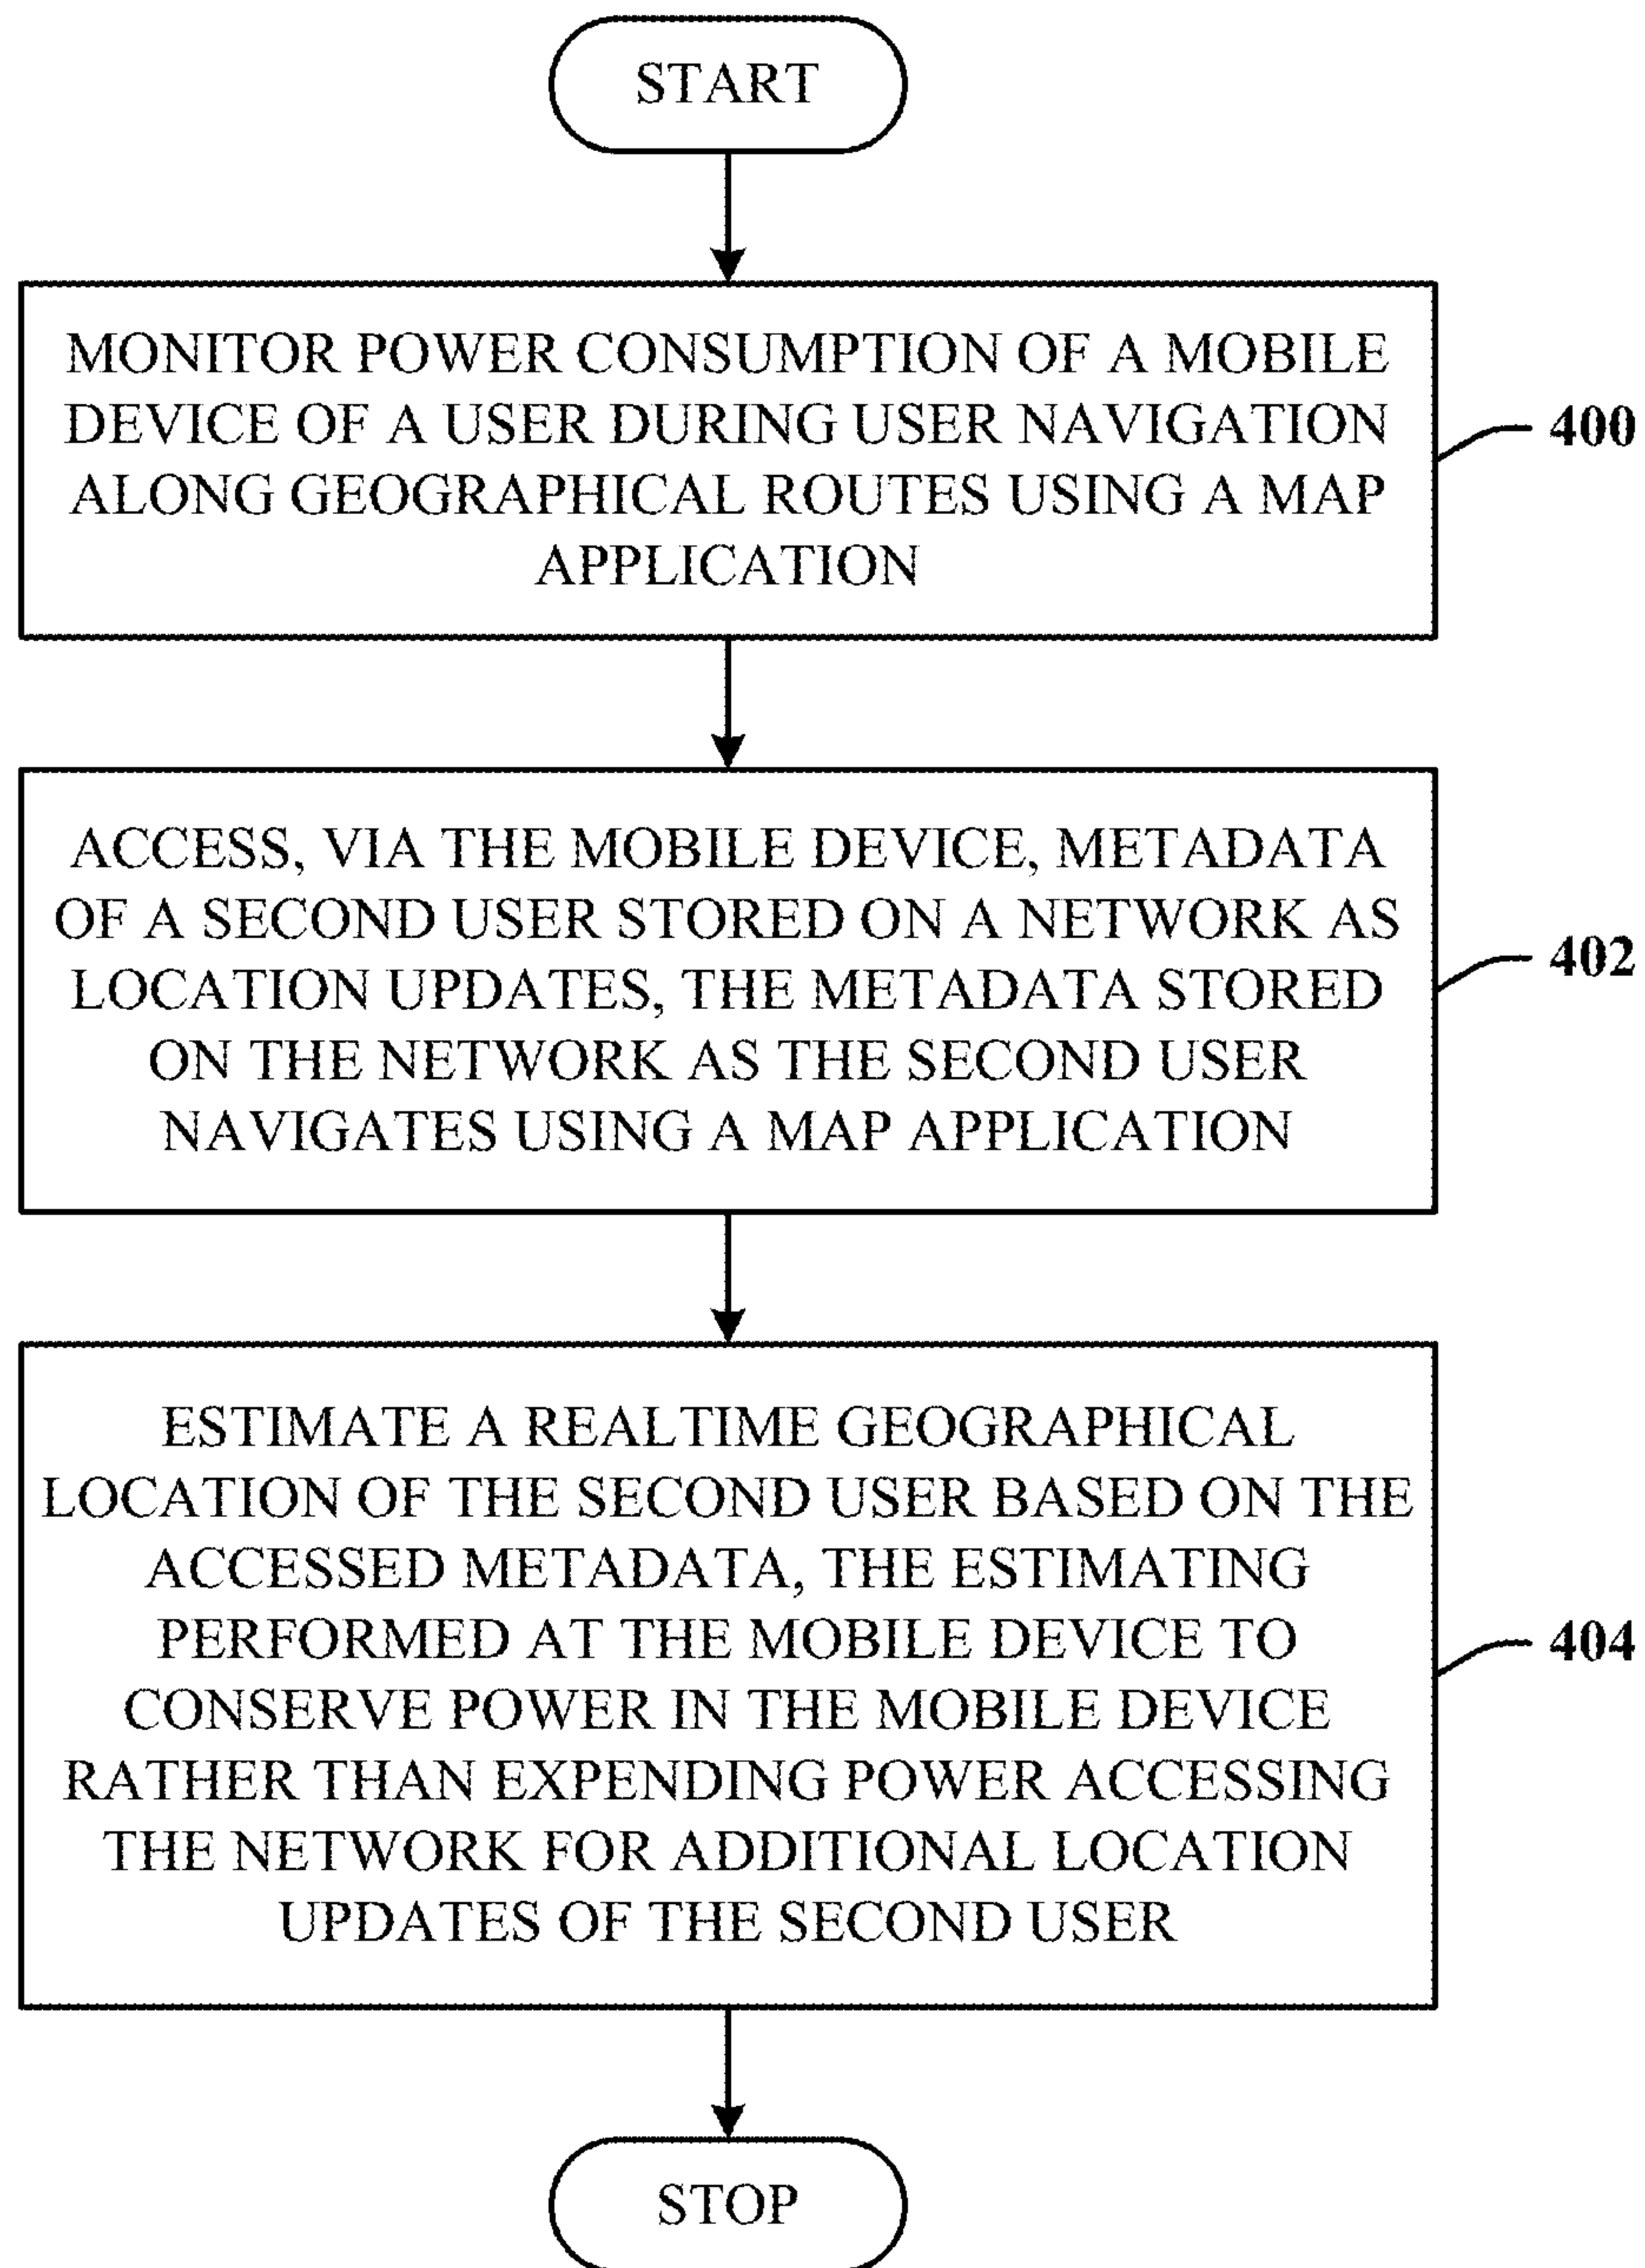 START
MONITOR POWER CONSUMPTION OF A MOBILE
DEVICE OF A USER DURING USER NAVIGATION
ALONG GEOGRAPHICAL ROUTES USING A MAP
APPLICATION
400
ACCESS, VIA THE MOBILE DEVICE, METADATA
OF A SECOND USER STORED ON A NETWORK AS
LOCATION UPDATES, THE METADATA STORED
ON THE NETWORK AS THE SECOND USER
NAVIGATES USING A MAP APPLICATION
402
ESTIMATE A REALTIME GEOGRAPHICAL
LOCATION OF THE SECOND USER BASED ON THE
ACCESSED METADATA, THE ESTIMATING
PERFORMED AT THE MOBILE DEVICE TO
CONSERVE POWER IN THE MOBILE DEVICE
RATHER THAN EXPENDING POWER ACCESSING
THE NETWORK FOR ADDITIONAL LOCATION
UPDATES OF THE SECOND USER
404
STOP